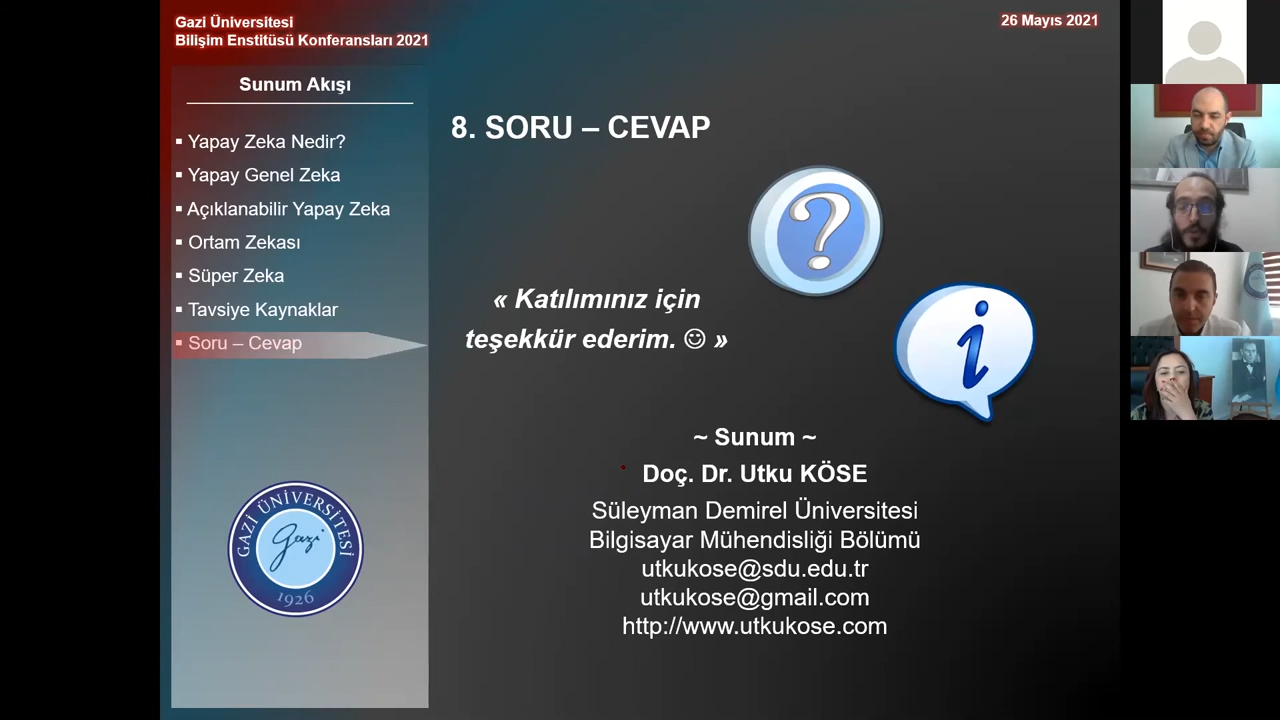 Gazi Üniversitesi
Bilişim Enstitüsü Konferansları 2021
26 Mayıs 2021
Sunum Akışı
▪ Yapay Zeka Nedir?
▪ Yapay Genel Zeka
▪ Açıklanabilir Yapay Zeka
▪ Ortam Zekası
▪ Süper Zeka
▪ Tavsiye Kaynaklar
▪ Soru – Cevap
GAZİ ÜNİVERSİTESİ
Gazi
1926
8. SORU – CEVAP
?
i
« Katılımınız için
teşekkür ederim. ☺ »
~ Sunum ~
Doç. Dr. Utku KÖSE
Süleyman Demirel Üniversitesi
Bilgisayar Mühendisliği Bölümü
utkukose@sdu.edu.tr
utkukose@gmail.com
http://www.utkukose.com